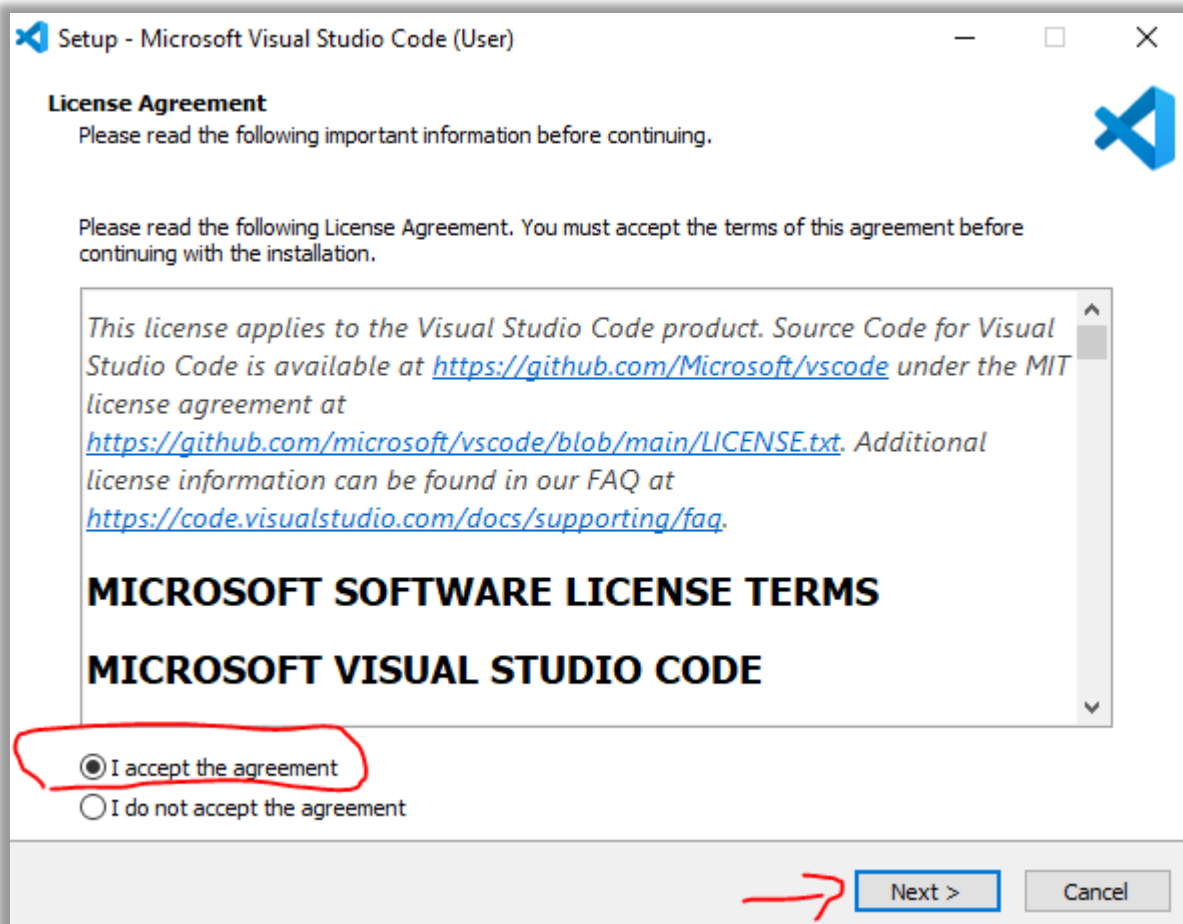 Setup - Microsoft Visual Studio Code (User)
License Agreement
Please read the following important information before continuing.
Please read the following License Agreement. You must accept the terms of this agreement before
continuing with the installation.
This license applies to the Visual Studio Code product. Source Code for Visual
Studio Code is available at https://github.com/Microsoft/vscode under the MIT
license agreement at
https://github.com/microsoft/vscode/blob/main/LICENSE.txt. Additional
license information can be found in our FAQ at
https://code.visualstudio.com/docs/supporting/faq.
MICROSOFT SOFTWARE LICENSE TERMS
MICROSOFT VISUAL STUDIO CODE
I accept the agreement
I do not accept the agreement
Next > Cancel